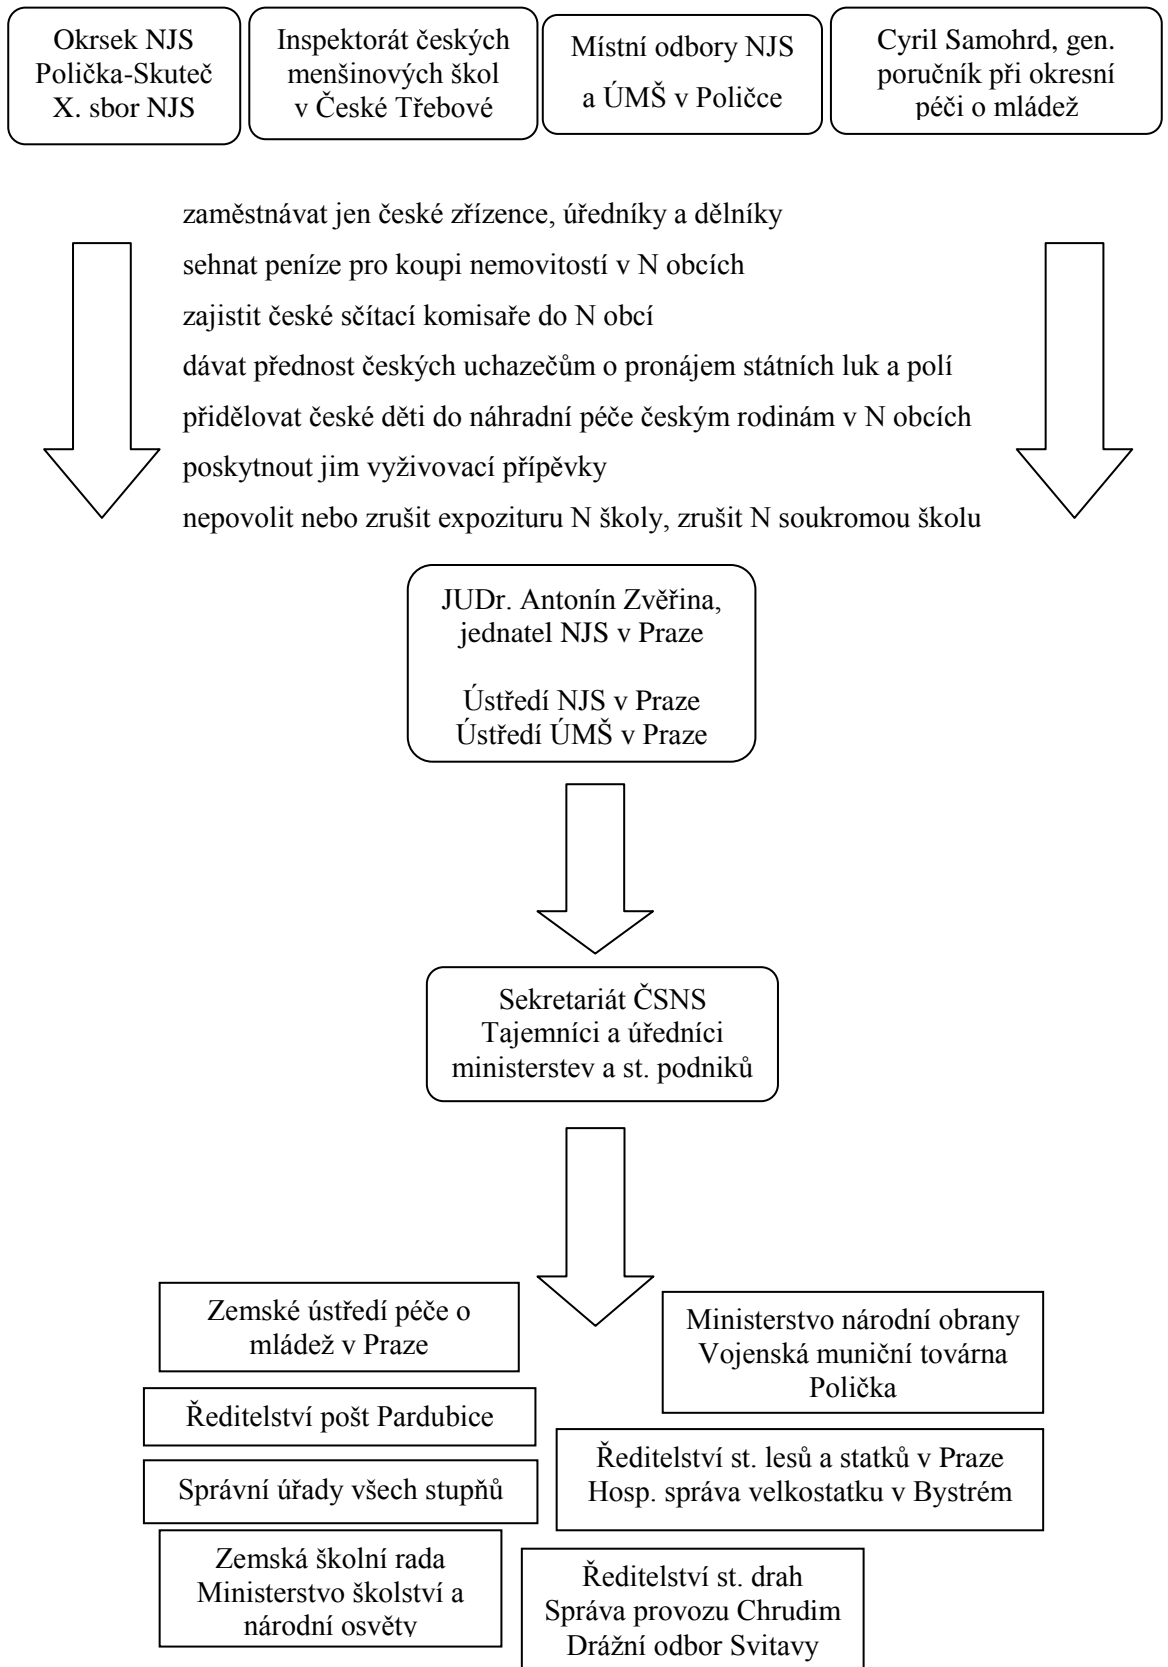 Okrsek NJS
Polička-Skuteč
X. sbor NJS
Inspektorát českých
menšinových škol
v České Třebové
Místní odbory NJS
a ÚMŠ v Poličce
Cyril Samohrd, gen.
poručník při okresní
péči o mládež
zaměstnávat jen české zřízence, úředníky a dělníky
sehnat peníze pro koupi nemovitostí v N obcích
zajistit české sčítací komisaře do N obcí
dávat přednost českých uchazečům o pronájem státních luk a polí
přidělovat české děti do náhradní péče českým rodinám v N obcích
poskytnout jim vyživovací přípěvky
nepovolit nebo zrušit expozituru N školy, zrušit N soukromou školu
JUDr. Antonín Zvěřina,
jednatel NJS v Praze
Ústředí NJS v Praze
Ústředí ÚMŠ v Praze
Sekretariát ČSNS
Tajemníci a úředníci
ministerstev a st. podniků
Zemské ústředí péče o
mládež v Praze
Ministerstvo národní obrany
Vojenská muniční továrna
Polička
Ředitelství pošt Pardubice
Ředitelství st. lesů a statků v Praze
Hosp. správa velkostatku v Bystrém
Správní úřady všech stupňů
Zemská školní rada
Ministerstvo školství a
národní osvěty
Ředitelství st. drah
Správa provozu Chrudim
Drážní odbor Svitavy